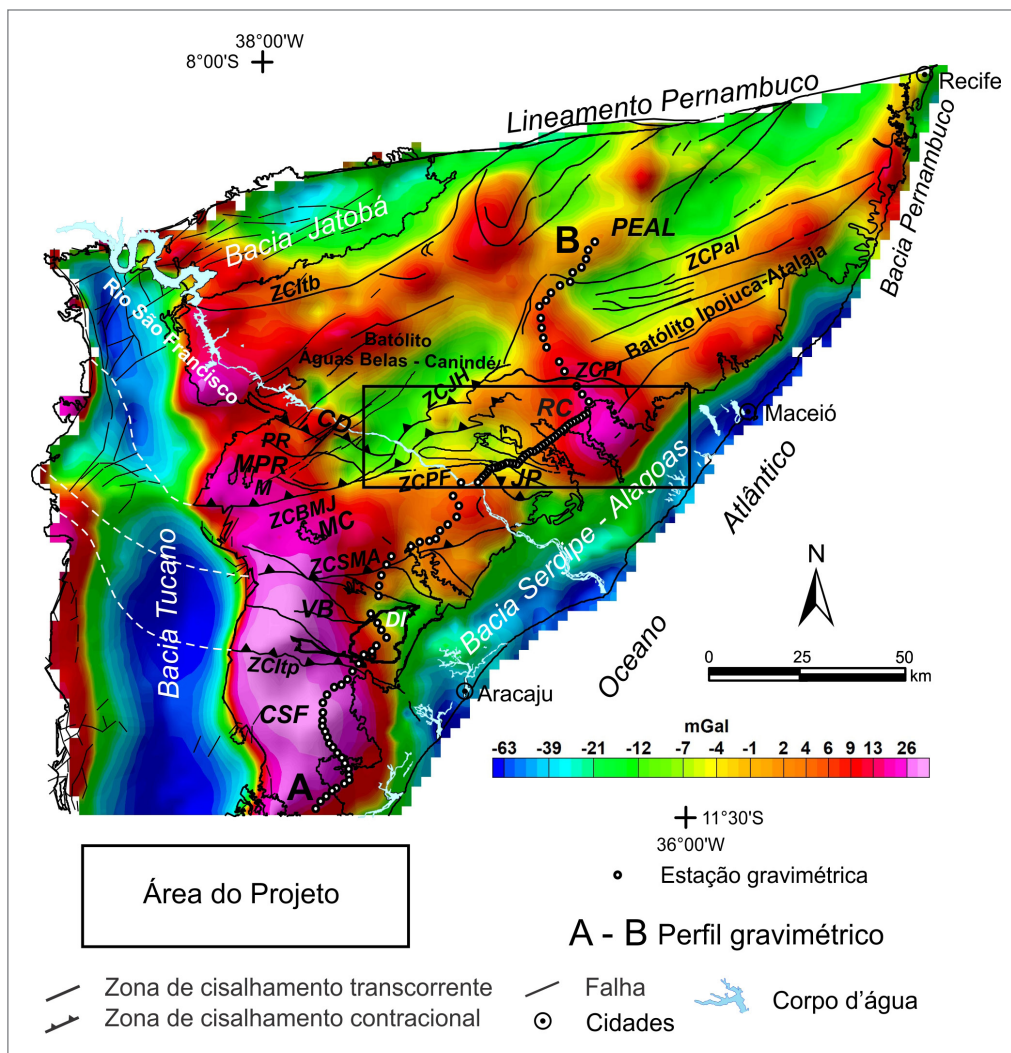 38°00'W
8°00'S
Recife
Lineamento Pernambuco
Bacia Pernambuco
Bacia Jatobá
B
PEAL
ZCPal
ZCItb
Rio São Francisco
Batólito Ipojuca-Atalaia
Batólito
Águas Belas - Canindé
ZCPI
ZCJH
RC
CD
Maceió
PR
MPR
M
ZCPF
JP
ZCBMJ
MC
Atlântico
ZCSMA
Bacia Sergipe - Alagoas
N
Bacia Tucano
VB
DI
ZCItp
Oceano
0 25 50
km
Aracaju
CSF
mGal
-63 -39 -21 -12 -7 -4 -1 2 4 6 9 13 26
A
11°30'S
36°00'W
Estação gravimétrica
Área do Projeto
A - B Perfil gravimétrico
Zona de cisalhamento transcorrente
Falha
Corpo d'água
Zona de cisalhamento contracional
Cidades